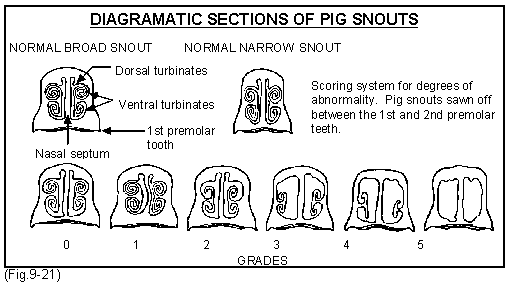 DIAGRAMATIC SECTIONS OF PIG SNOUTS
NORMAL BROAD SNOUT
NORMAL NARROW SNOUT
Dorsal turbinates
Ventral turbinates
1st premolar
tooth
Nasal septum
Scoring system for degrees of
abnormality. Pig snouts sawn off
between the 1st and 2nd premolar
teeth.
0 1 2 3 4 5
GRADES
(Fig.9-21)